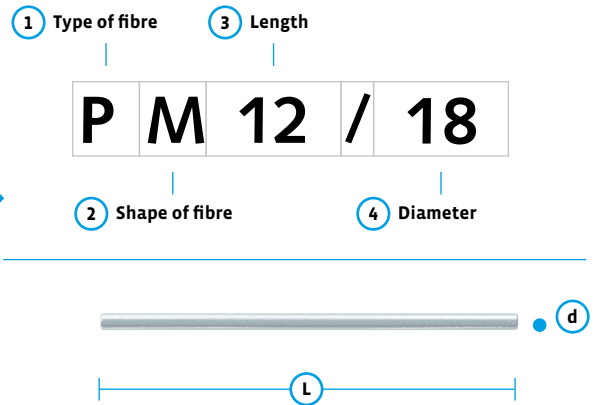 1 Type of fibre 3 Length
P M 12 / 18
2 Shape of fibre 4 Diameter
d
L